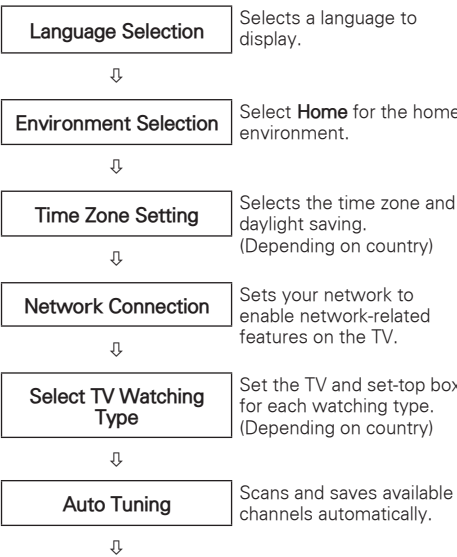 Language Selection
Selects a language to
display.
⇩
Environment Selection
Select Home for the home
environment.
⇩
Time Zone Setting
Selects the time zone and
daylight saving.
(Depending on country)
⇩
Network Connection
Sets your network to
enable network-related
features on the TV.
⇩
Select TV Watching
Type
Set the TV and set-top box
for each watching type.
(Depending on country)
⇩
Auto Tuning
Scans and saves available
channels automatically.
⇩